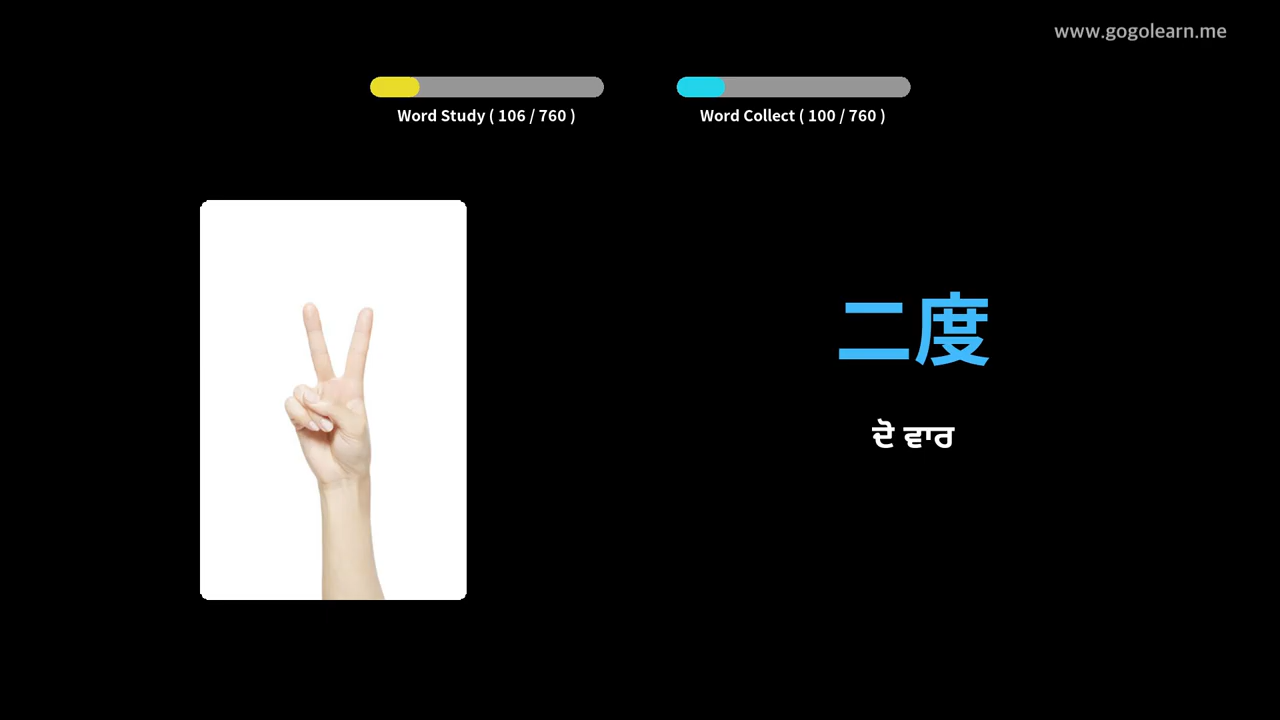 www.gogolearn.me
Word Study ( 106 / 760 )
Word Collect ( 100 / 760 )
二度
ਦੋ ਵਾਰ